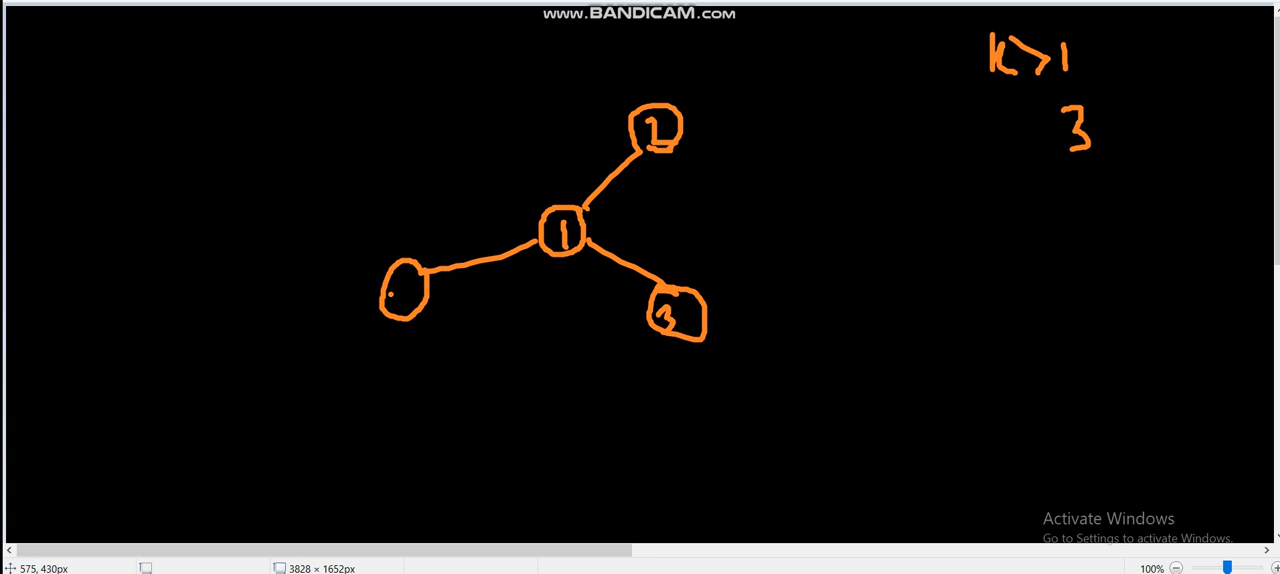 www.BANDICAM.com
k>1
3
2
1
3
Activate Windows
Go to Settings to activate Windows.
575, 430px
3828 × 1652px
100%